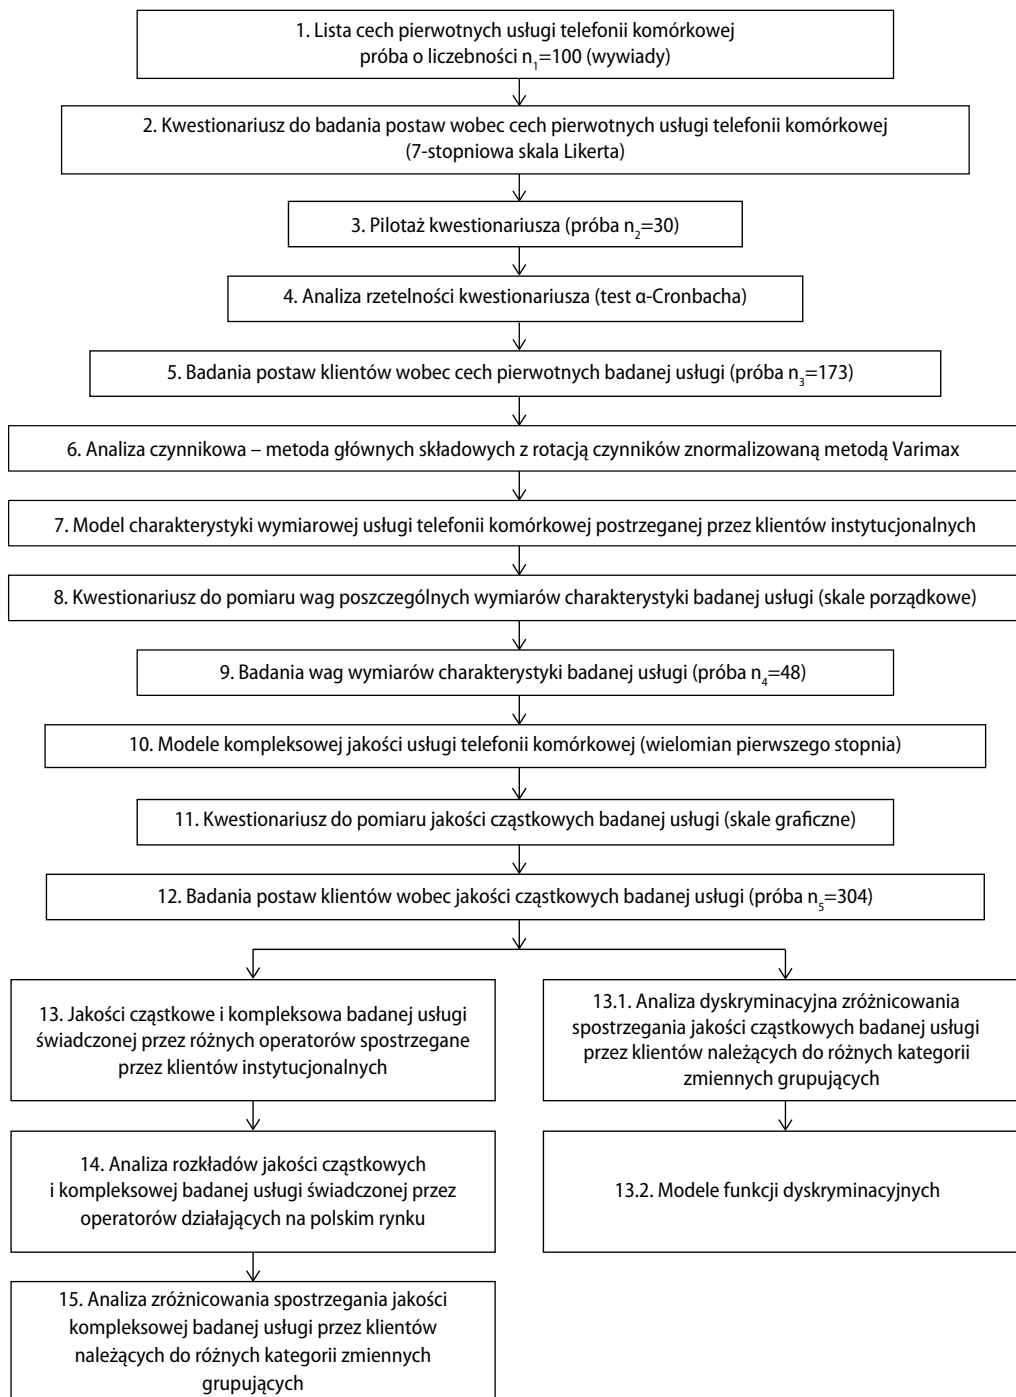 1. Lista cech pierwotnych usługi telefonii komórkowej
próba o liczebności n₁=100 (wywiady)
2. Kwestionariusz do badania postaw wobec cech pierwotnych usługi telefonii komórkowej
(7-stopniowa skala Likerta)
3. Pilotaż kwestionariusza (próba n₂=30)
4. Analiza rzetelności kwestionariusza (test α-Cronbacha)
5. Badania postaw klientów wobec cech pierwotnych badanej usługi (próba n₃=173)
6. Analiza czynnikowa – metoda głównych składowych z rotacją czynników znormalizowaną metodą Varimax
7. Model charakterystyki wymiarowej usługi telefonii komórkowej postrzeganej przez klientów instytucjonalnych
8. Kwestionariusz do pomiaru wag poszczególnych wymiarów charakterystyki badanej usługi (skale porządkowe)
9. Badania wag wymiarów charakterystyki badanej usługi (próba n₄=48)
10. Modele kompleksowej jakości usługi telefonii komórkowej (wielomian pierwszego stopnia)
11. Kwestionariusz do pomiaru jakości cząstkowych badanej usługi (skale graficzne)
12. Badania postaw klientów wobec jakości cząstkowych badanej usługi (próba n₅=304)
13. Jakości cząstkowe i kompleksowa badanej usługi
świadczonej przez różnych operatorów spostrzegane
przez klientów instytucjonalnych
13.1. Analiza dyskryminacyjna zróżnicowania
spostrzegania jakości cząstkowych badanej usługi
przez klientów należących do różnych kategorii
zmiennych grupujących
14. Analiza rozkładów jakości cząstkowych
i kompleksowej badanej usługi świadczonej przez
operatorów działających na polskim rynku
13.2. Modele funkcji dyskryminacyjnych
15. Analiza zróżnicowania spostrzegania jakości
kompleksowej badanej usługi przez klientów
należących do różnych kategorii zmiennych
grupujących